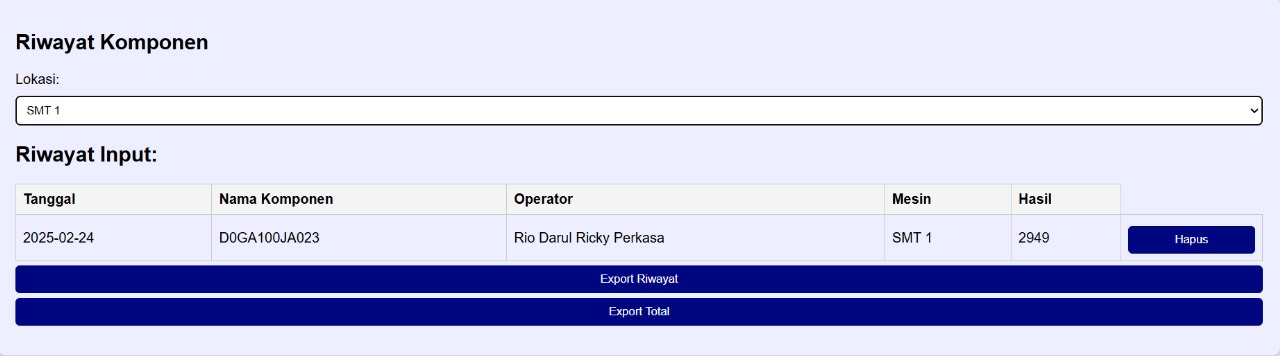 Riwayat Komponen
Lokasi:
SMT 1
Riwayat Input:
Tanggal Nama Komponen Operator Mesin Hasil
2025-02-24 D0GA100JA023 Rio Darul Ricky Perkasa SMT 1 2949 Hapus
Export Riwayat
Export Total